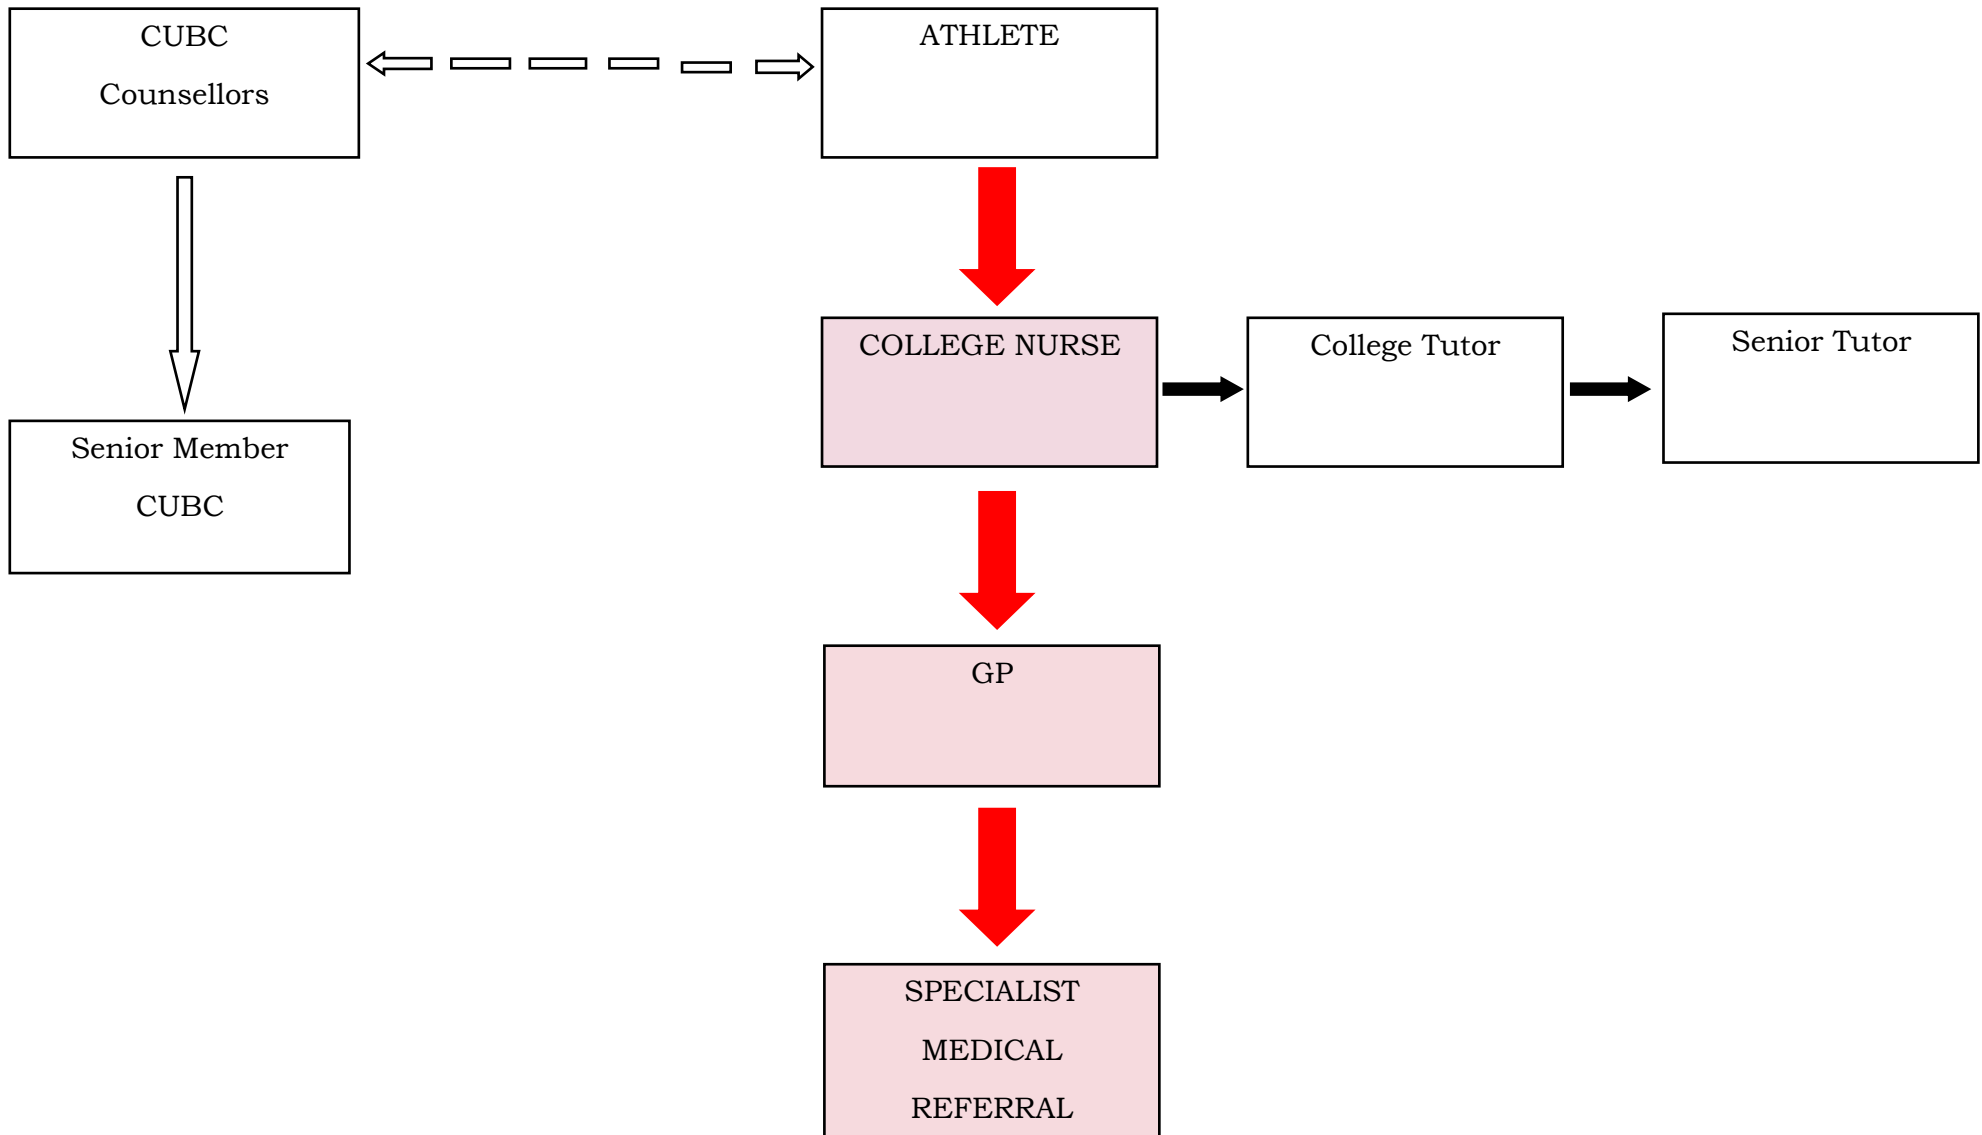 CUBC
Counsellors
ATHLETE
COLLEGE NURSE
College Tutor
Senior Tutor
Senior Member
CUBC
GP
SPECIALIST
MEDICAL
REFERRAL